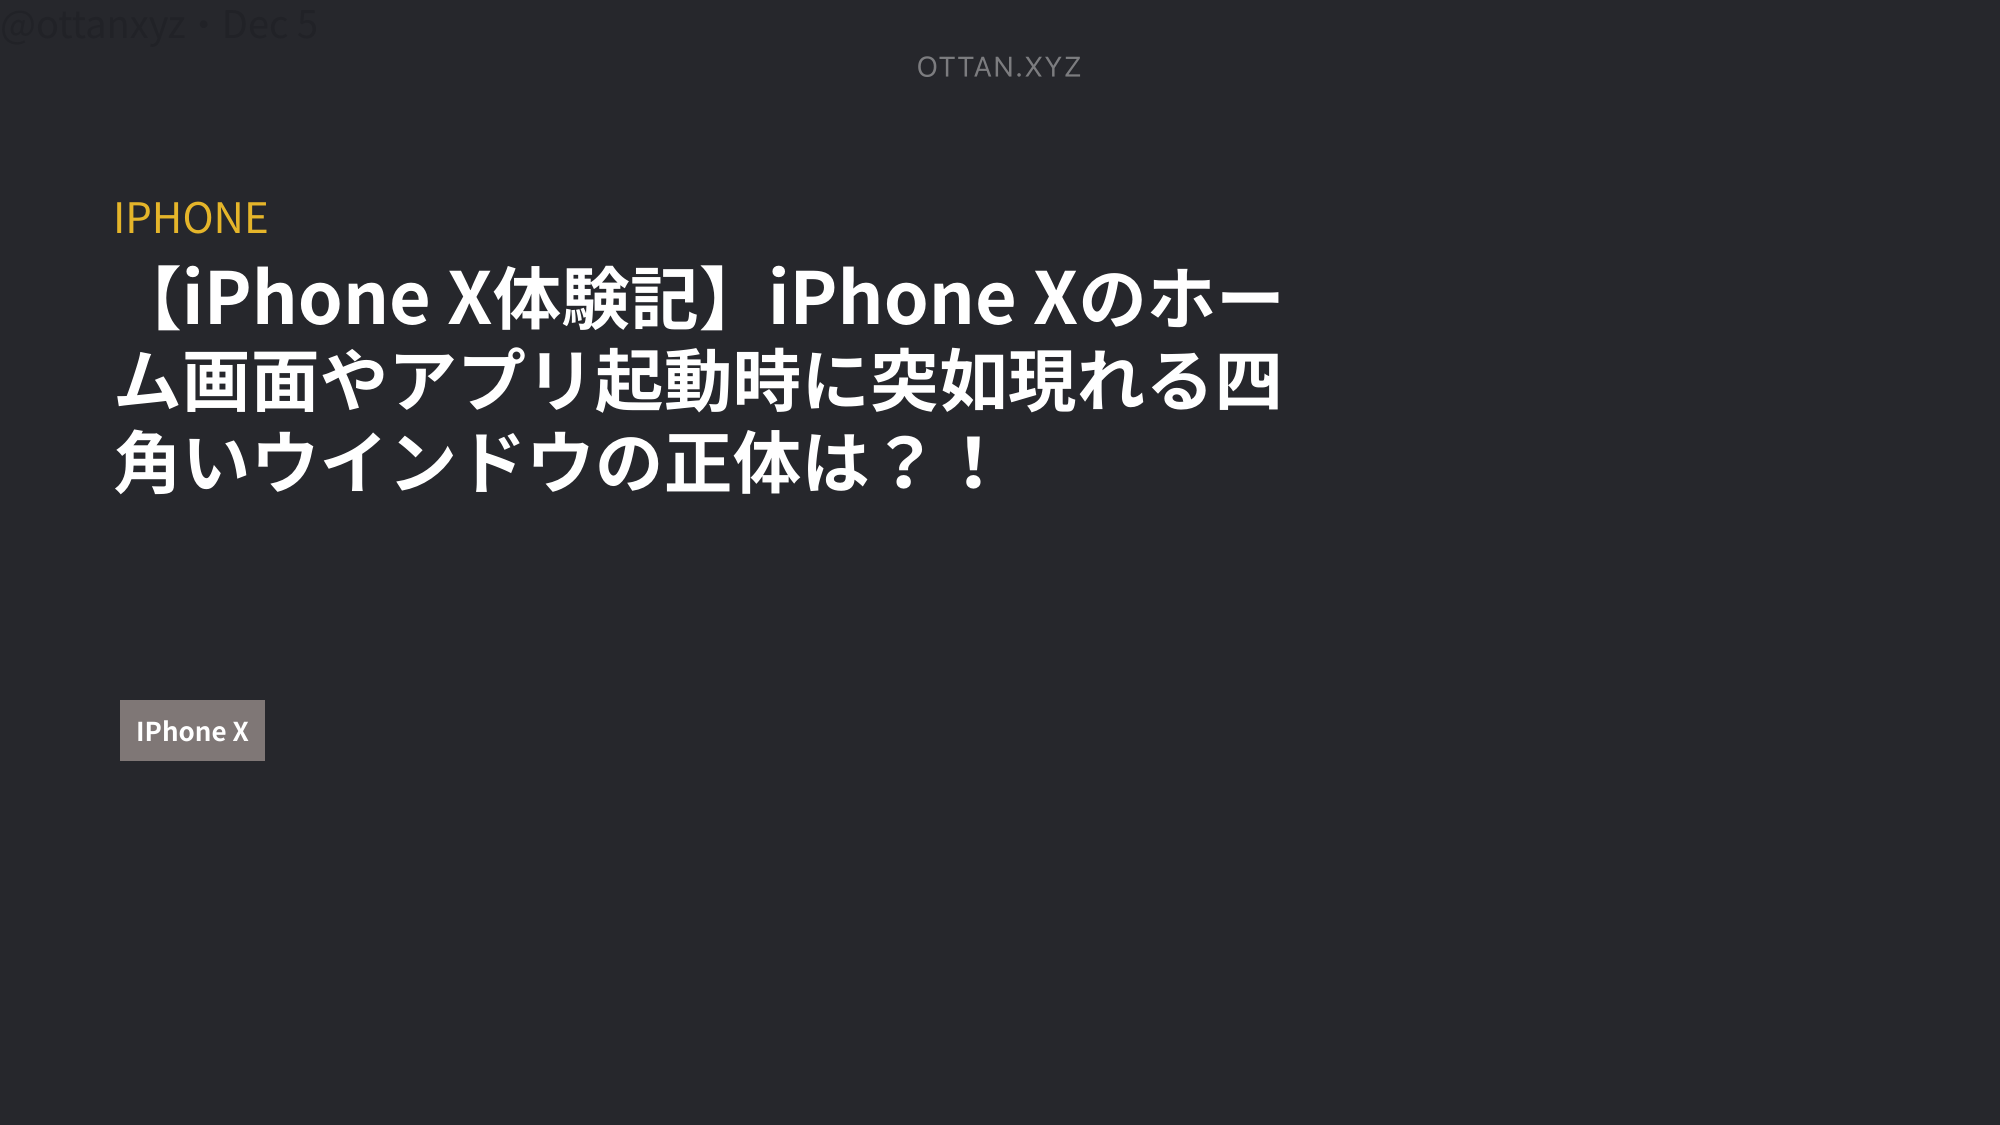 @ottanxyz・Dec 5
OTTAN.XYZ
IPHONE
【iPhone X体験記】iPhone Xのホー
ム画面やアプリ起動時に突如現れる四
角いウインドウの正体は？！
IPhone X